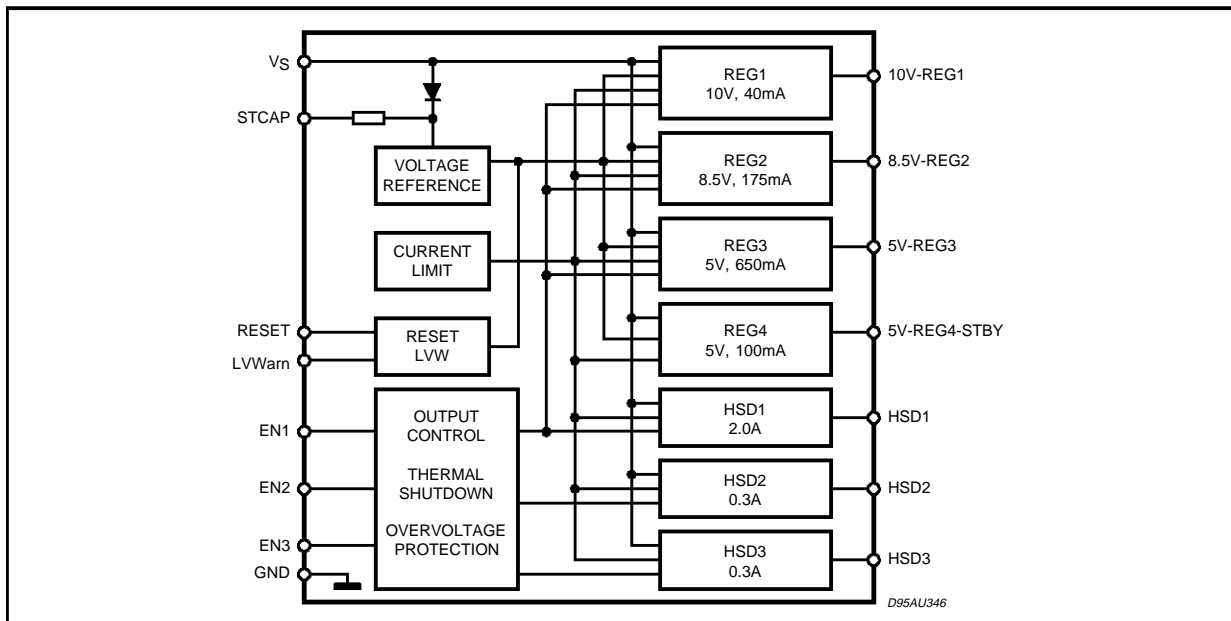 VS
STCAP
VOLTAGE
REFERENCE
CURRENT
LIMIT
RESET
LVWarn
RESET
LVW
EN1
EN2
EN3
GND
OUTPUT
CONTROL
THERMAL
SHUTDOWN
OVERVOLTAGE
PROTECTION
REG1
10V, 40mA
10V-REG1
REG2
8.5V, 175mA
8.5V-REG2
REG3
5V, 650mA
5V-REG3
REG4
5V, 100mA
5V-REG4-STBY
HSD1
2.0A
HSD1
HSD2
0.3A
HSD2
HSD3
0.3A
HSD3
D95AU346